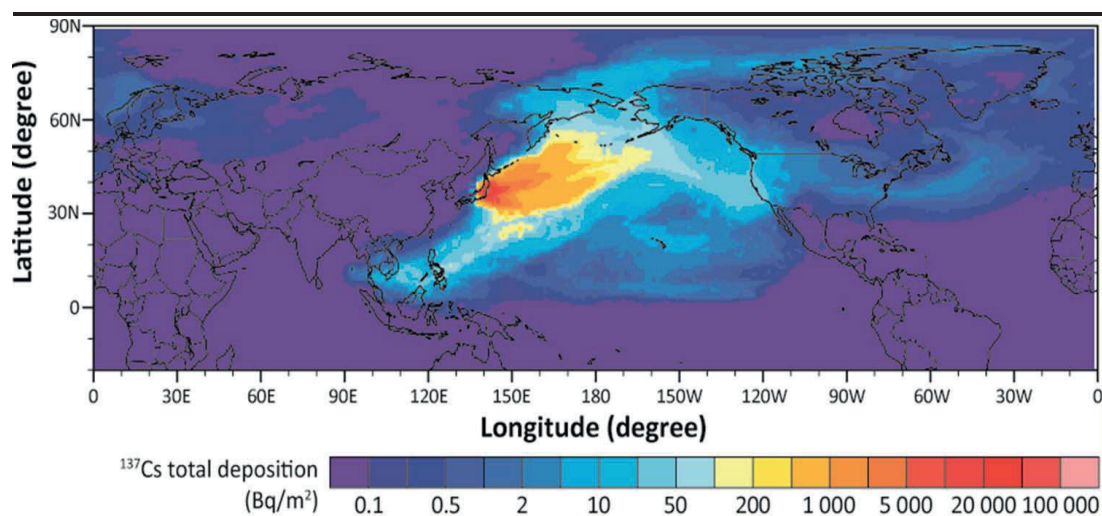 90N
60N
30N
0
Latitude (degree)
0 30E 60E 90E 120E 150E 180 150W 120W 90W 60W 30W 0
Longitude (degree)
¹³⁷Cs total deposition
(Bq/m²)
0.1 0.5 2 10 50 200 1 000 5 000 20 000 100 000